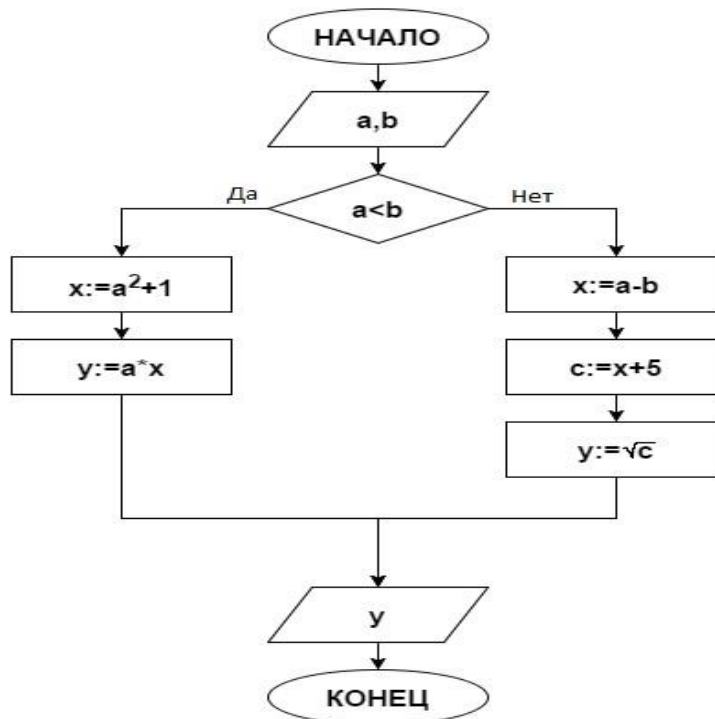 НАЧАЛО
a,b
a<b
Да
Нет
x:=a²+1
y:=a*x
x:=a-b
c:=x+5
y:=√c
y
КОНЕЦ